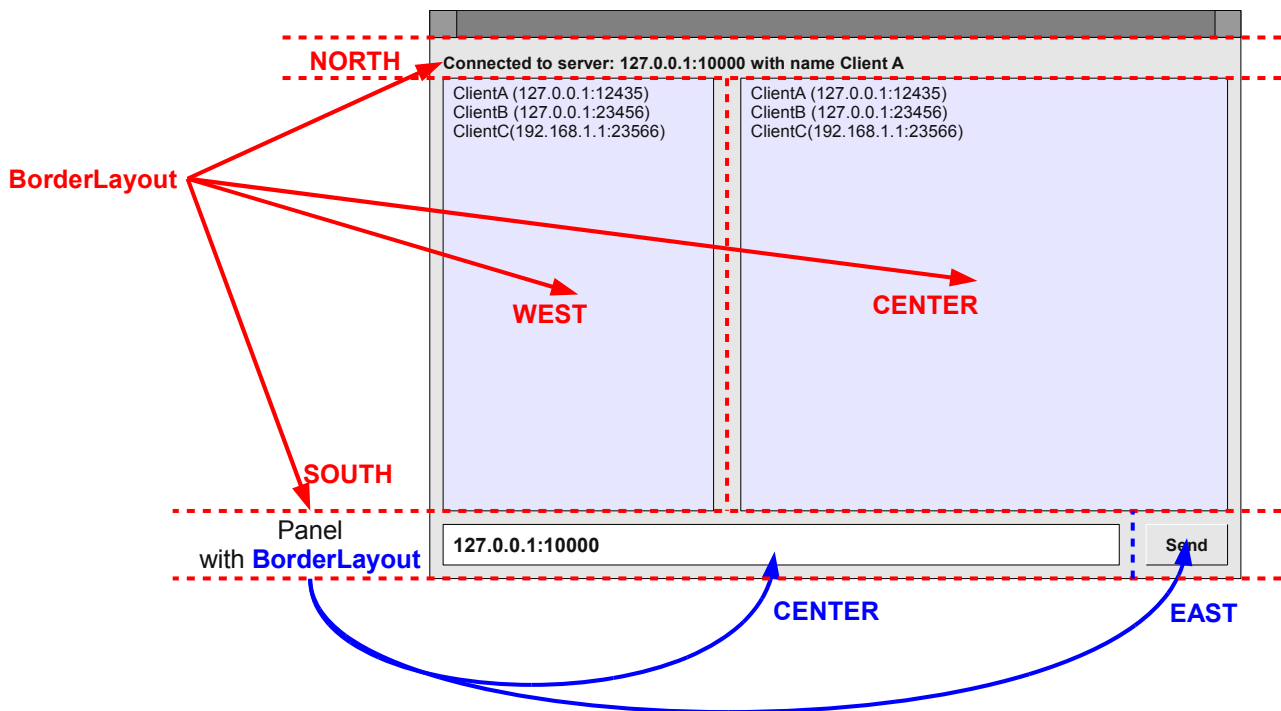 NORTH
Connected to server: 127.0.0.1:10000 with name Client A
ClientA (127.0.0.1:12435)
ClientB (127.0.0.1:23456)
ClientC(192.168.1.1:23566)
ClientA (127.0.0.1:12435)
ClientB (127.0.0.1:23456)
ClientC(192.168.1.1:23566)
BorderLayout
WEST
CENTER
SOUTH
Panel
with BorderLayout
127.0.0.1:10000
Send
CENTER
EAST